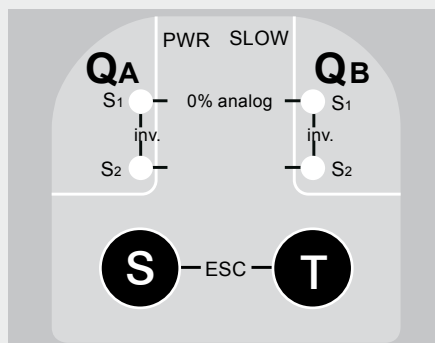 PWR SLOW
QA QB
S1 0% analog S1
inv. inv.
S2 S2
S ESC T